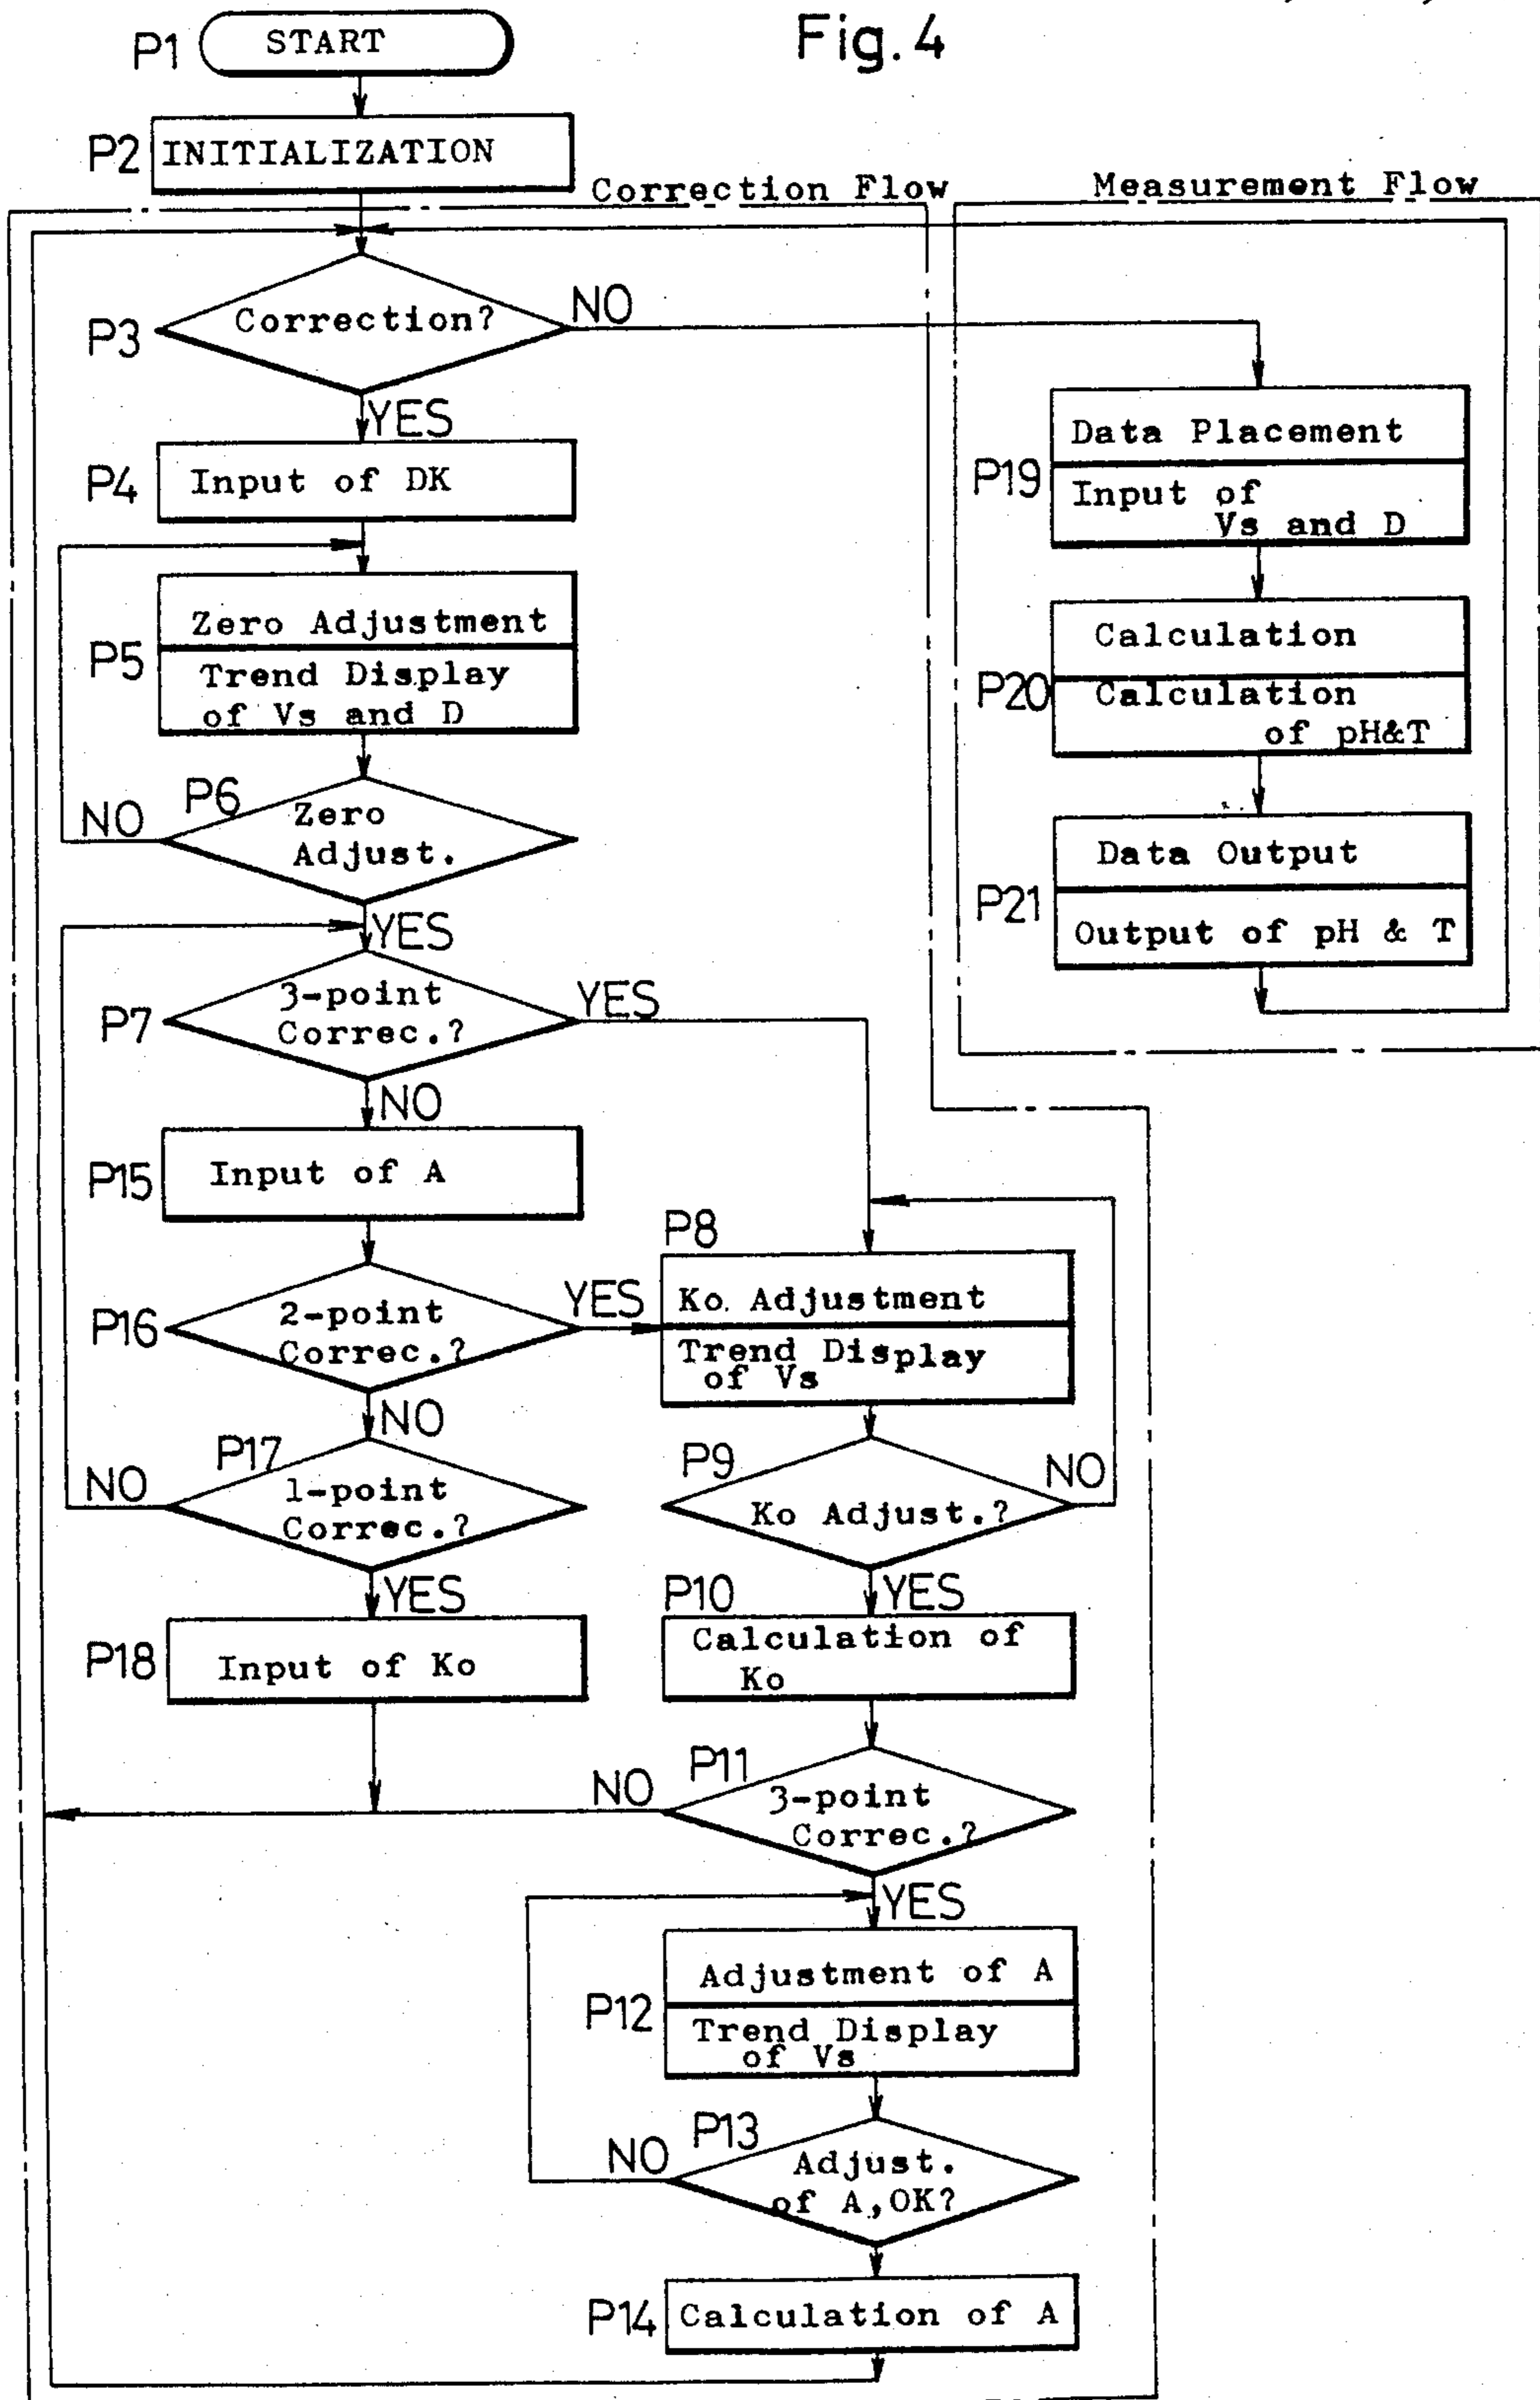 Fig. 4
P1
START
P2
INITIALIZATION
Correction Flow
Measurement Flow
P3
Correction?
NO
YES
P4
Input of DK
P5
Zero Adjustment
Trend Display
of Vs and D
P6
Zero
Adjust.
NO
YES
P7
3-point
Correc.?
YES
NO
P15
Input of A
P16
2-point
Correc.?
YES
NO
P17
1-point
Correc.?
NO
YES
P18
Input of Ko
P8
Ko. Adjustment
Trend Display
of Vs
P9
Ko Adjust.?
NO
YES
P10
Calculation of
Ko
P11
3-point
Correc.?
NO
YES
P12
Adjustment of A
Trend Display
of Vs
P13
Adjust.
of A, OK?
NO
P14
Calculation of A
P19
Data Placement
Input of
Vs and D
P20
Calculation
Calculation
of pH&T
P21
Data Output
Output of pH & T